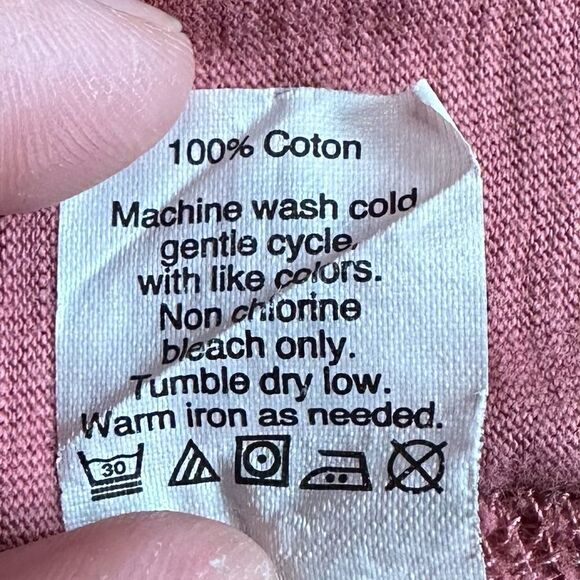 100% Coton
Machine wash cold
gentle cycle,
with like colors.
Non chlorine
bleach only.
Tumble dry low.
Warm iron as needed.
30